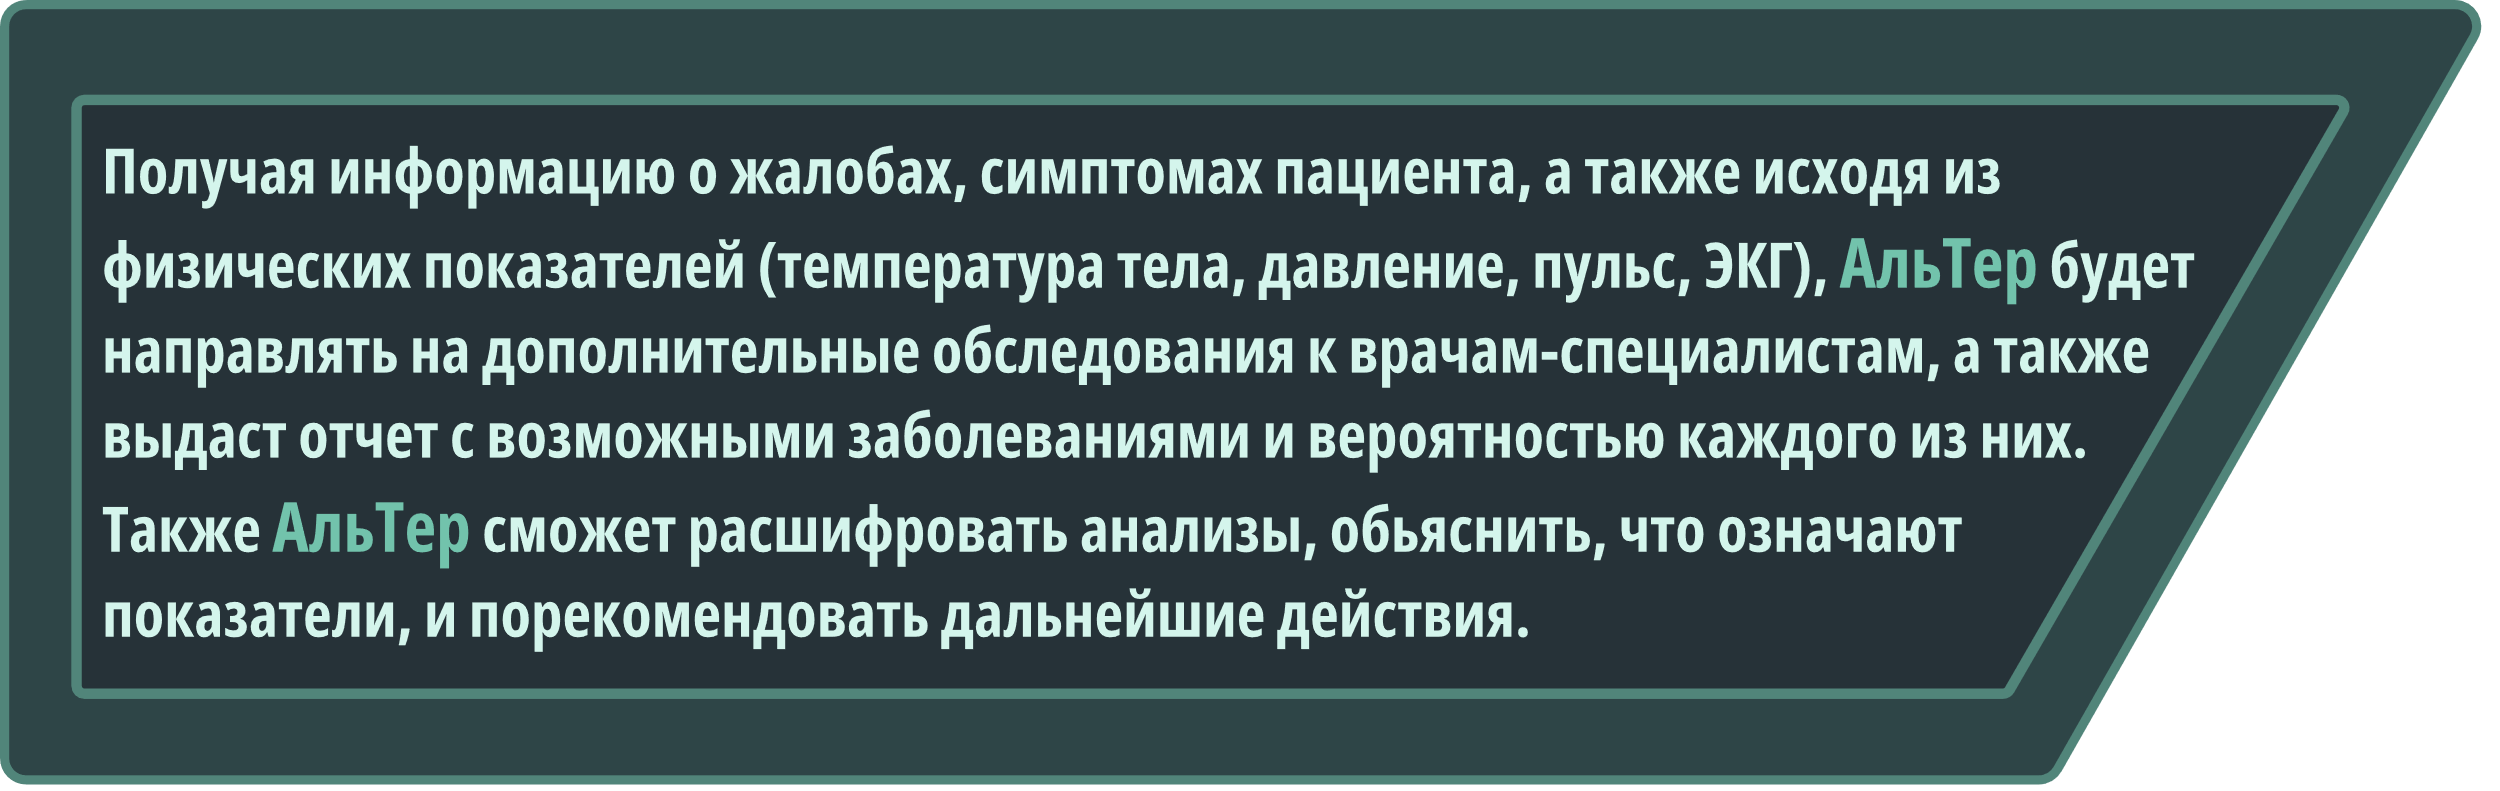 Получая информацию о жалобах, симптомах пациента, а также исходя из
физических показателей (температура тела, давление, пульс, ЭКГ), АльТер будет
направлять на дополнительные обследования к врачам-специалистам, а также
выдаст отчет с возможными заболеваниями и вероятностью каждого из них.
Также АльТер сможет расшифровать анализы, объяснить, что означают
показатели, и порекомендовать дальнейшие действия.